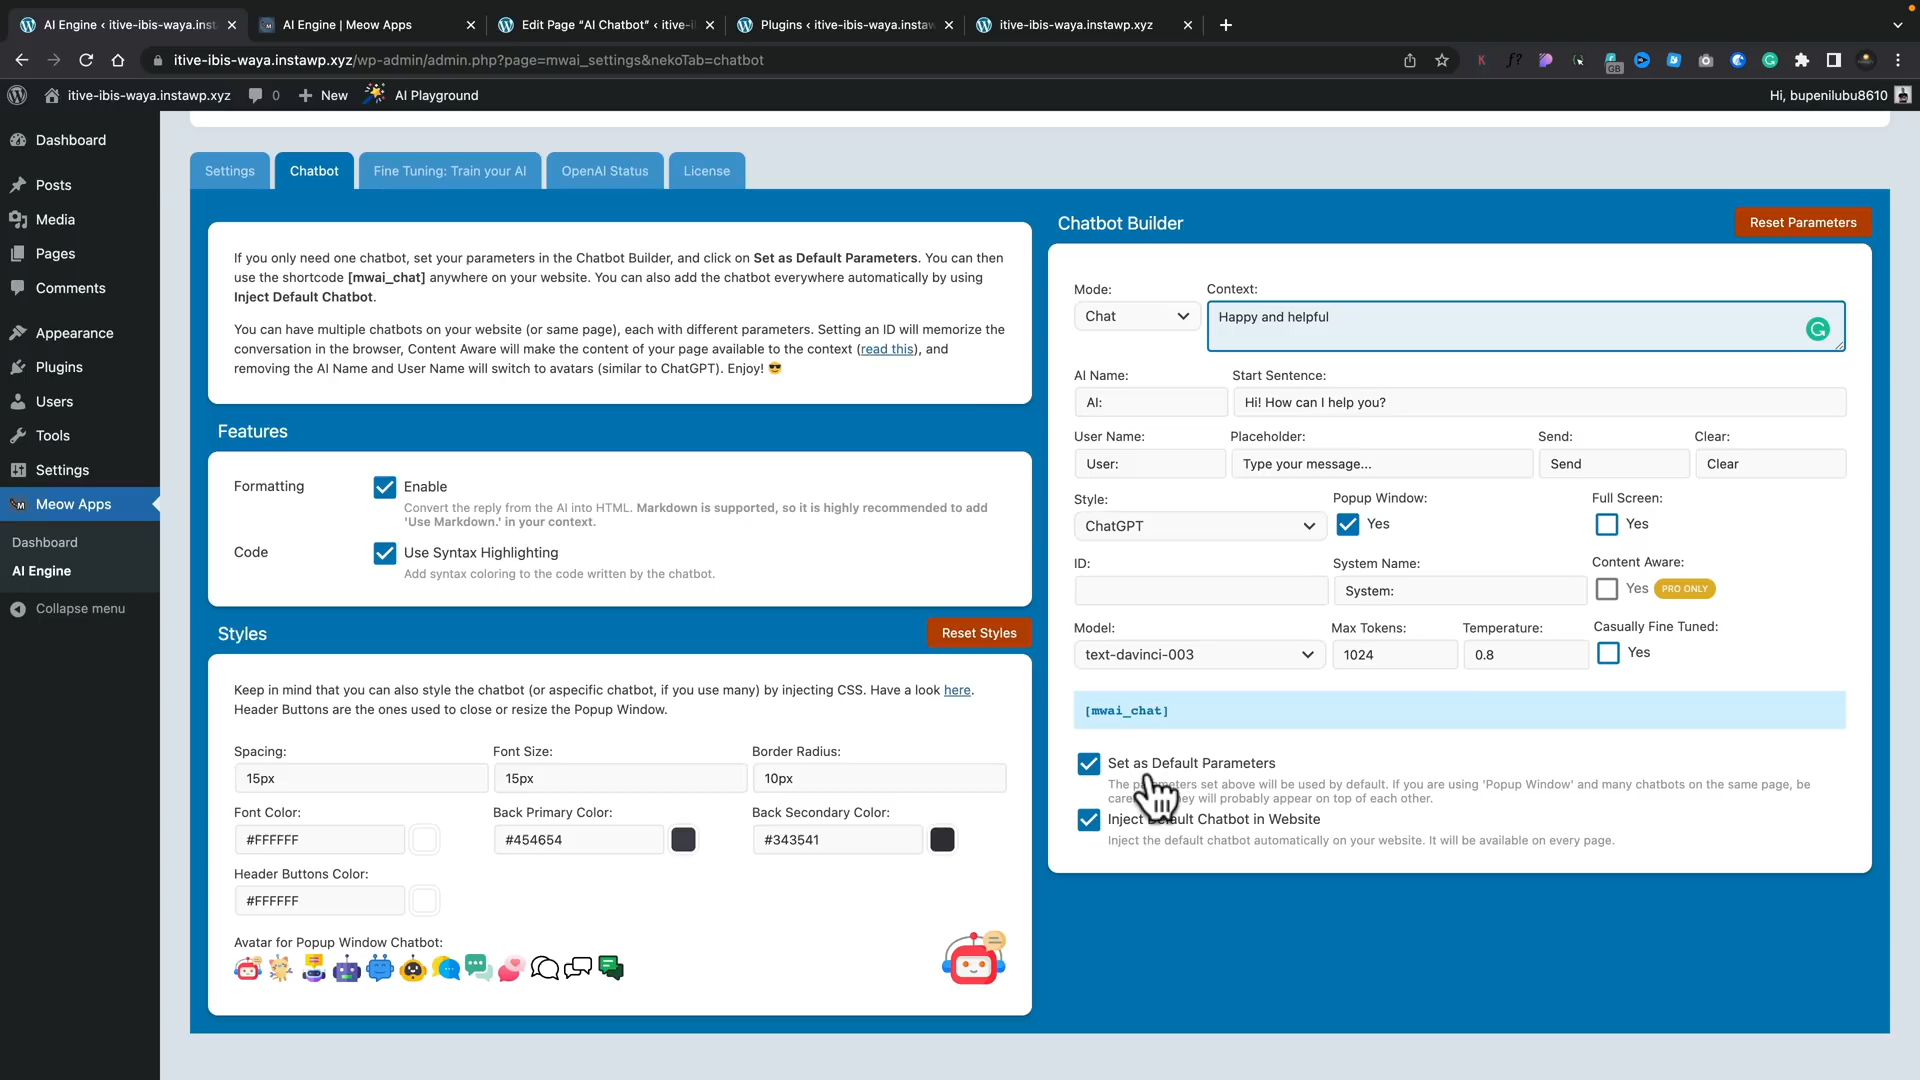 AI Engine ‹ itive-ibis-waya.inst
AI Engine | Meow Apps
Edit Page “AI Chatbot” ‹ itive-i
Plugins ‹ itive-ibis-waya.instaw
itive-ibis-waya.instawp.xyz
itive-ibis-waya.instawp.xyz/wp-admin/admin.php?page=mwai_settings&nekoTab=chatbot
GB
itive-ibis-waya.instawp.xyz
0
New
AI Playground
Hi, bupenilubu8610
Dashboard
Posts
Media
Pages
Comments
Appearance
Plugins
Users
Tools
Settings
Meow Apps
Dashboard
AI Engine
Collapse menu
Settings
Chatbot
Fine Tuning: Train your AI
OpenAI Status
License
If you only need one chatbot, set your parameters in the Chatbot Builder, and click on Set as Default Parameters. You can then
use the shortcode [mwai_chat] anywhere on your website. You can also add the chatbot everywhere automatically by using
Inject Default Chatbot.
You can have multiple chatbots on your website (or same page), each with different parameters. Setting an ID will memorize the
conversation in the browser, Content Aware will make the content of your page available to the context (read this), and
removing the AI Name and User Name will switch to avatars (similar to ChatGPT). Enjoy! 😎
Features
Formatting
Enable
Convert the reply from the AI into HTML. Markdown is supported, so it is highly recommended to add
'Use Markdown.' in your context.
Code
Use Syntax Highlighting
Add syntax coloring to the code written by the chatbot.
Styles
Reset Styles
Keep in mind that you can also style the chatbot (or aspecific chatbot, if you use many) by injecting CSS. Have a look here.
Header Buttons are the ones used to close or resize the Popup Window.
Spacing:
Font Size:
Border Radius:
15px
15px
10px
Font Color:
Back Primary Color:
Back Secondary Color:
#FFFFFF
#454654
#343541
Header Buttons Color:
#FFFFFF
Avatar for Popup Window Chatbot:
Chatbot Builder
Reset Parameters
Mode:
Context:
Chat
Happy and helpful
AI Name:
Start Sentence:
AI:
Hi! How can I help you?
User Name:
Placeholder:
Send:
Clear:
User:
Type your message...
Send
Clear
Style:
Popup Window:
Full Screen:
ChatGPT
Yes
Yes
ID:
System Name:
Content Aware:
System:
Yes
PRO ONLY
Model:
Max Tokens:
Temperature:
Casually Fine Tuned:
text-davinci-003
1024
0.8
Yes
[mwai_chat]
Set as Default Parameters
The parameters set above will be used by default. If you are using 'Popup Window' and many chatbots on the same page, be
they will probably appear on top of each other.
Inject Default Chatbot in Website
Inject the default chatbot automatically on your website. It will be available on every page.